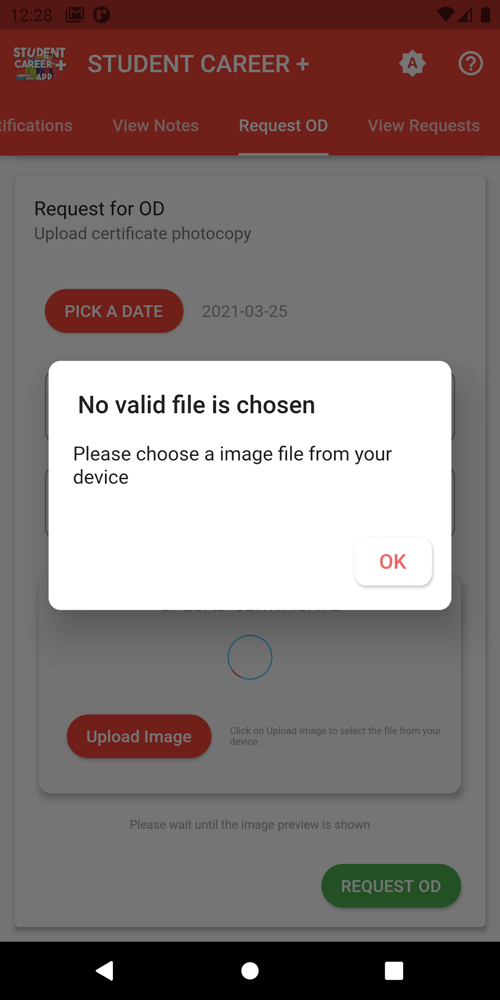 12:28
STUDENT
CAREER +
APP
STUDENT CAREER +
A
tifications
View Notes
Request OD
View Requests
Request for OD
Upload certificate photocopy
PICK A DATE
2021-03-25
No valid file is chosen
Please choose a image file from your
device
OK
UPLOAD CERTIFICATE
Upload Image
Click on Upload Image to select the file from your
device
Please wait until the image preview is shown
REQUEST OD